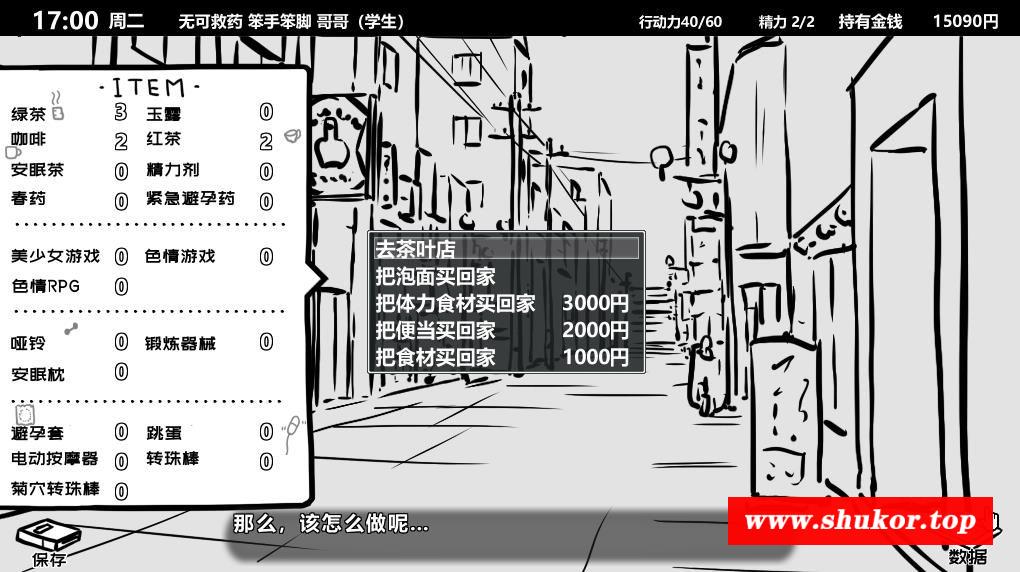 17:00 周二 无可救药 笨手笨脚 哥哥（学生） 行动力40/60 精力 2/2 持有金钱 15090円
-ITEM-
绿茶 3 玉露 0
咖啡 2 红茶 2
安眠茶 0 精力剂 0
春药 0 紧急避孕药 0
美少女游戏 0 色情游戏 0
色情RPG 0
哑铃 0 锻炼器械 0
安眠枕 0
避孕套 0 跳蛋 0
电动按摩器 0 转珠棒 0
菊穴转珠棒 0
去茶叶店
把泡面买回家
把体力食材买回家 3000円
把便当买回家 2000円
把食材买回家 1000円
那么，该怎么做呢...
www.shukor.top
保存
数据